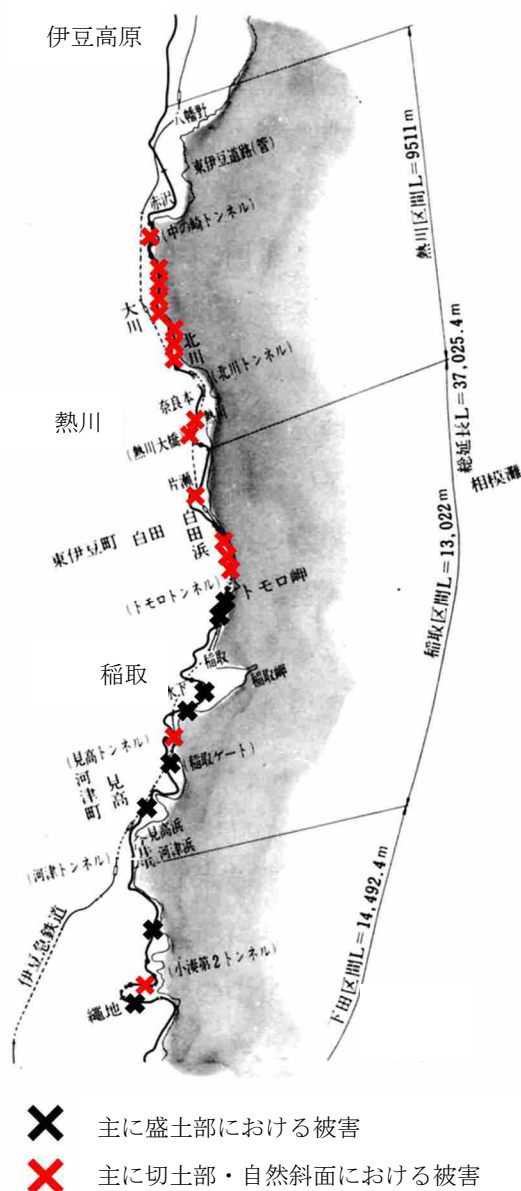 伊豆高原
八幡野
東伊豆道路(管)
赤沢
(中の崎トンネル)
熱川区間L=9511m
大川
北川
(北川トンネル)
総延長L=37,025.4m
奈良本
熱川
熱川
(熱川大橋)
相模灘
片瀬
白田浜
東伊豆町 白田
稲取区間L=13,022m
トモロ岬
(トモロトンネル)
稲取
稲取
稲取岬
水下
(見高トンネル)
(稲取ゲート)
河津町
見高
見高浜
河津浜
(河津トンネル)
下田区間L=14,492.4m
伊豆急鉄道
(小湊第2トンネル)
縄地
主に盛土部における被害
主に切土部・自然斜面における被害